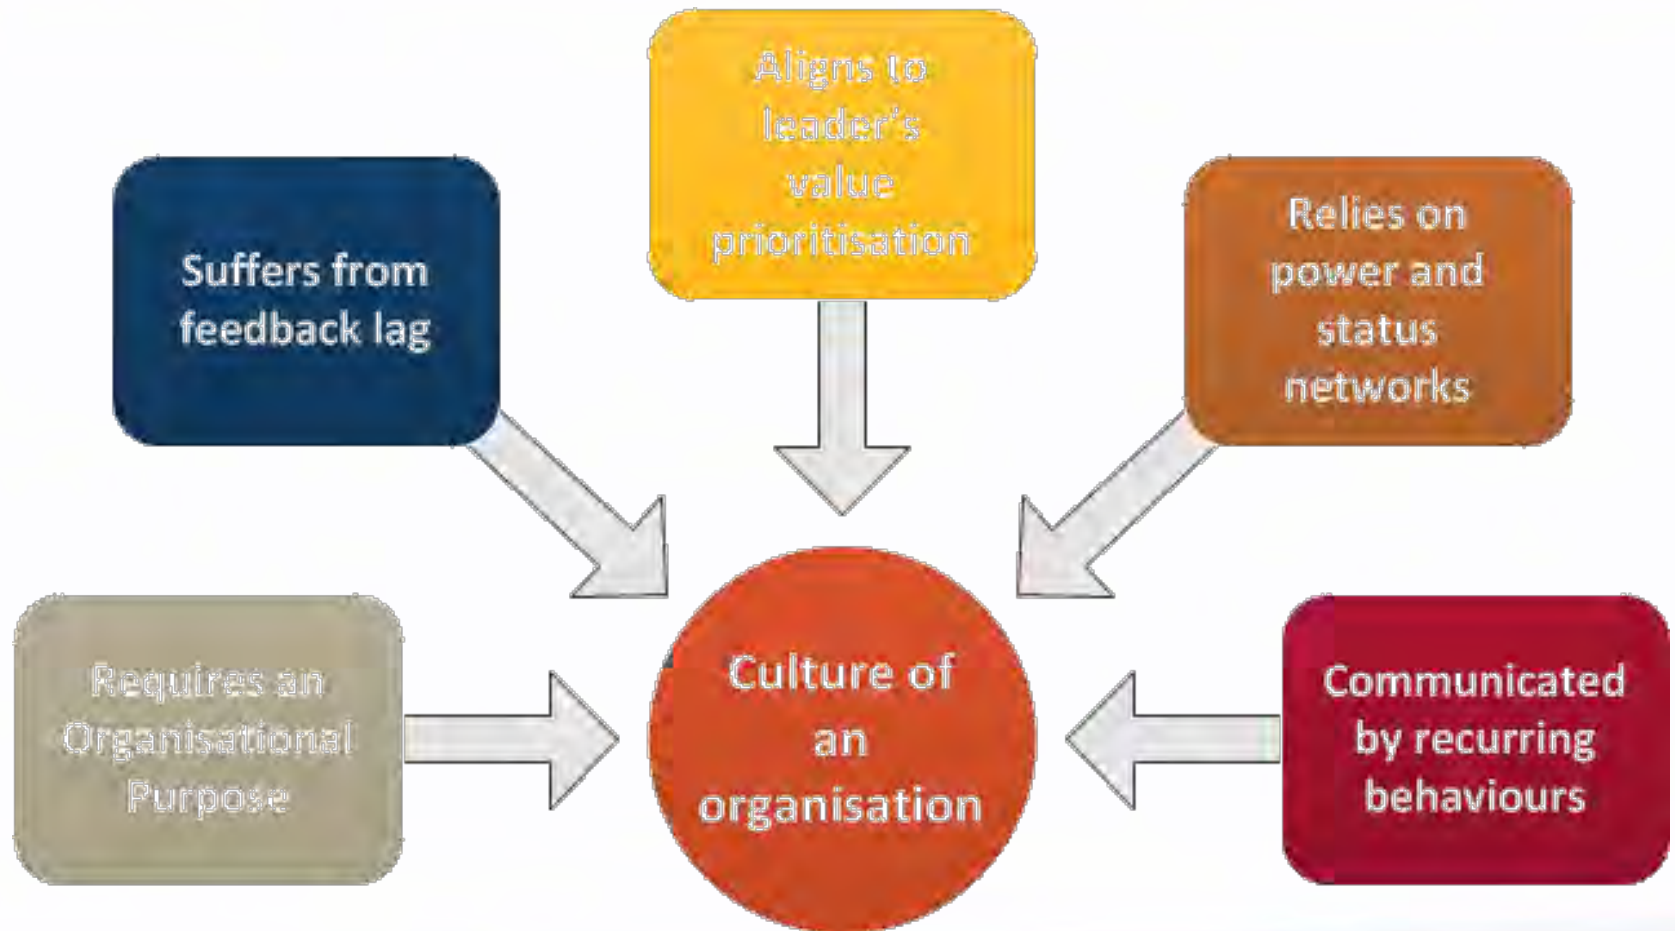 Aligns to
leader's
value
prioritisation
Suffers from
feedback lag
Relies on
power and
status
networks
Requires an
Organisational
Purpose
Culture of
an
organisation
Communicated
by recurring
behaviours